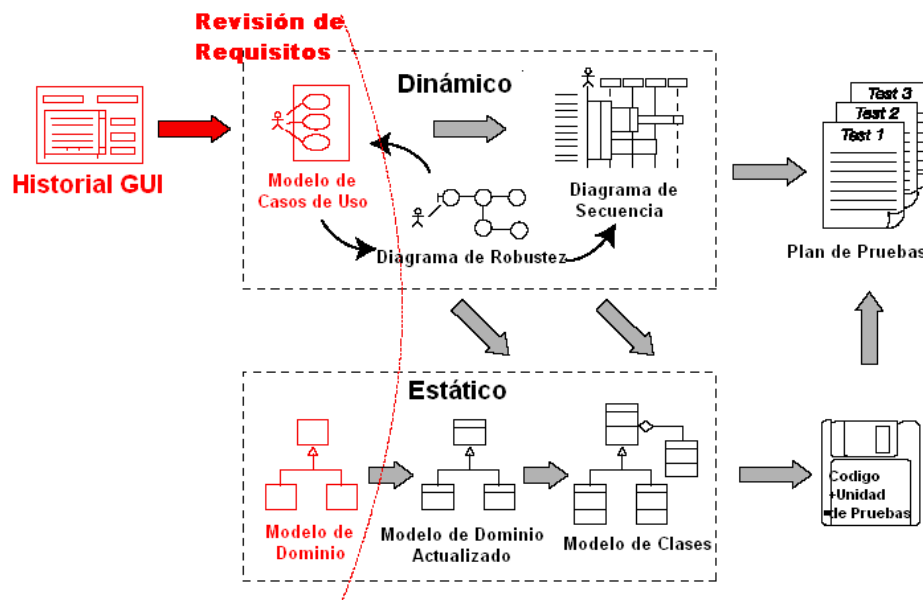 Revisión de
Requisitos
Dinámico
Historial GUI
Modelo de
Casos de Uso
Diagrama de Robustez
Diagrama de
Secuencia
Test 3
Test 2
Test 1
Plan de Pruebas
Estático
Modelo de
Dominio
Modelo de Dominio
Actualizado
Modelo de Clases
Codigo
+Unidad
de Pruebas